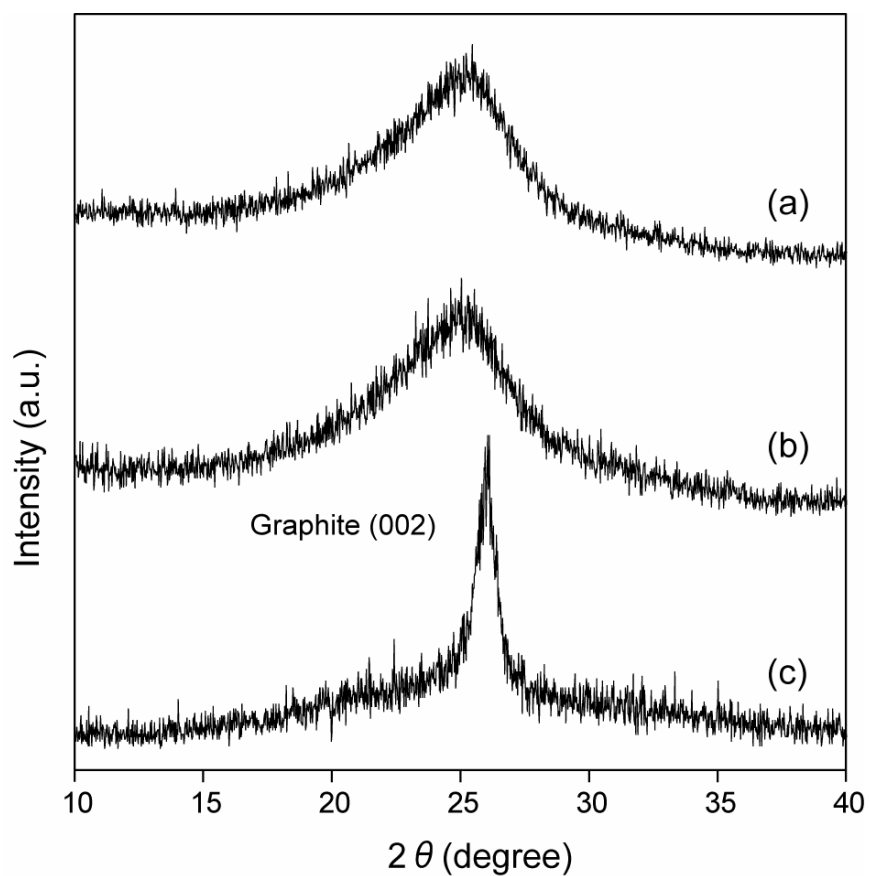 (a)
(b)
Graphite (002)
(c)
Intensity (a.u.)
10 15 20 25 30 35 40
2 θ (degree)